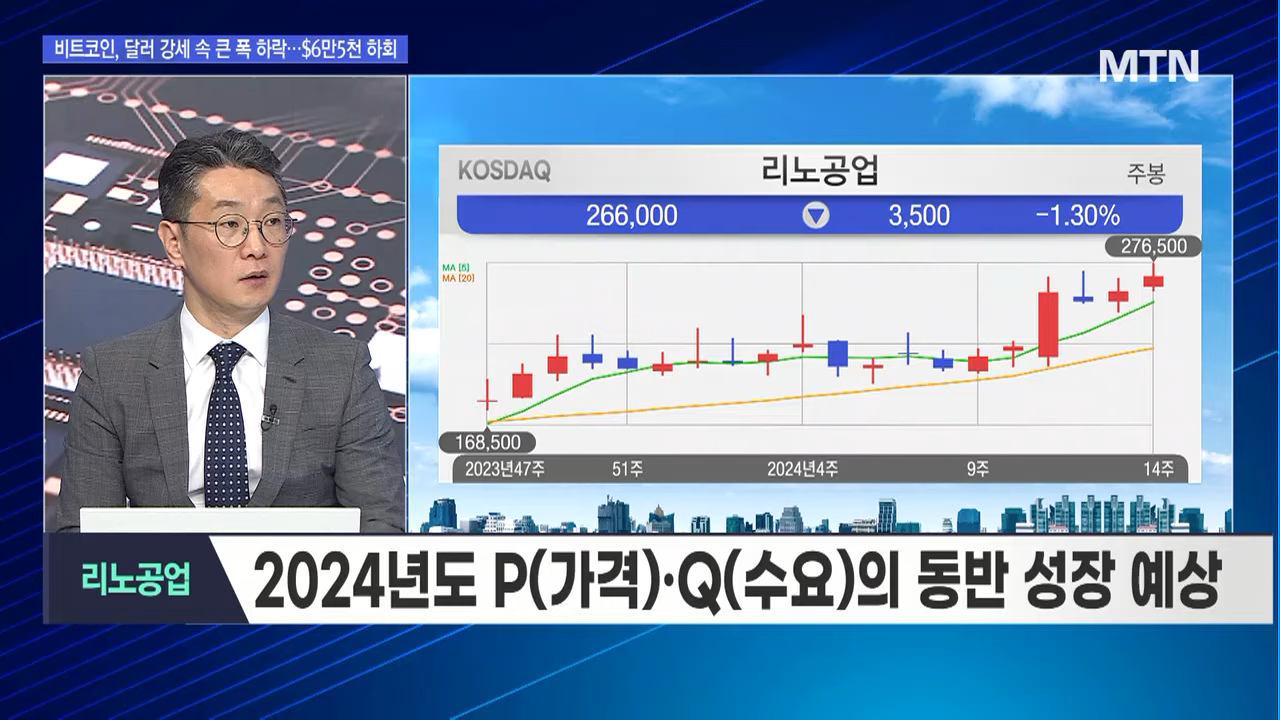 비트코인, 달러 강세 속 큰 폭 하락…$6만5천 하회
MTN
KOSDAQ 리노공업 주봉
266,000 ▽ 3,500 -1.30%
276,500
MA [5]
MA [20]
168,500
2023년47주 51주 2024년4주 9주 14주
리노공업 2024년도 P(가격)·Q(수요)의 동반 성장 예상